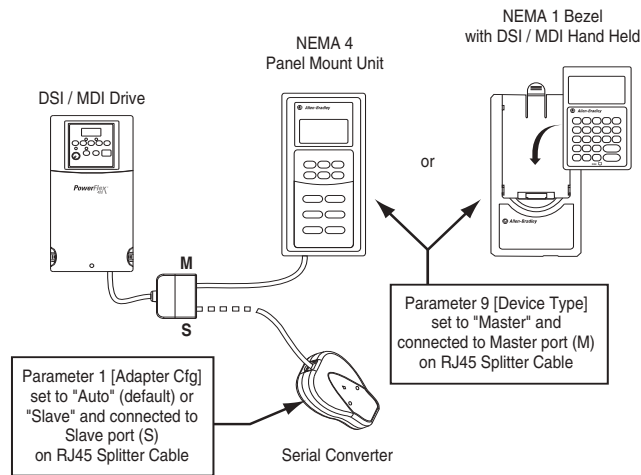 NEMA 1 Bezel
with DSI / MDI Hand Held
NEMA 4
Panel Mount Unit
DSI / MDI Drive
Allen-Bradley
PowerFlex
or
Allen-Bradley
M
S
Parameter 9 [Device Type]
set to "Master" and
connected to Master port (M)
on RJ45 Splitter Cable
Parameter 1 [Adapter Cfg]
set to "Auto" (default) or
"Slave" and connected to
Slave port (S)
on RJ45 Splitter Cable
Serial Converter